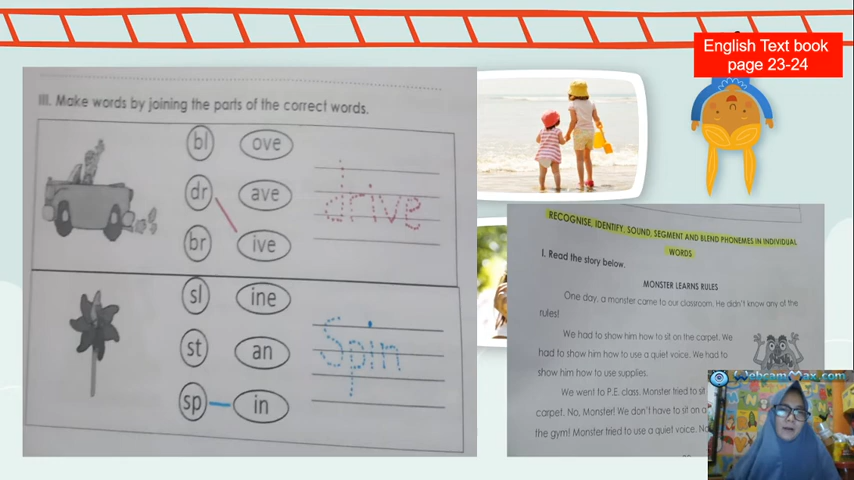 English Text book
page 23-24
III. Make words by joining the parts of the correct words.
bl
ove
dr
ave
drive
br
ive
sl
ine
st
an
Spin
sp
in
RECOGNISE, IDENTIFY, SOUND, SEGMENT AND BLEND PHONEMES IN INDIVIDUAL
WORDS
I. Read the story below.
MONSTER LEARNS RULES
One day, a monster came to our classroom. He didn't know any of the
rules!
We had to show him how to sit on the carpet. We
had to show him how to use a quiet voice. We had to
show him how to use supplies.
We went to P.E. class. Monster tried to sit
carpet. No, Monster! We don't have to sit on a
the gym! Monster tried to use a quiet voice. No
WebcamMax.com